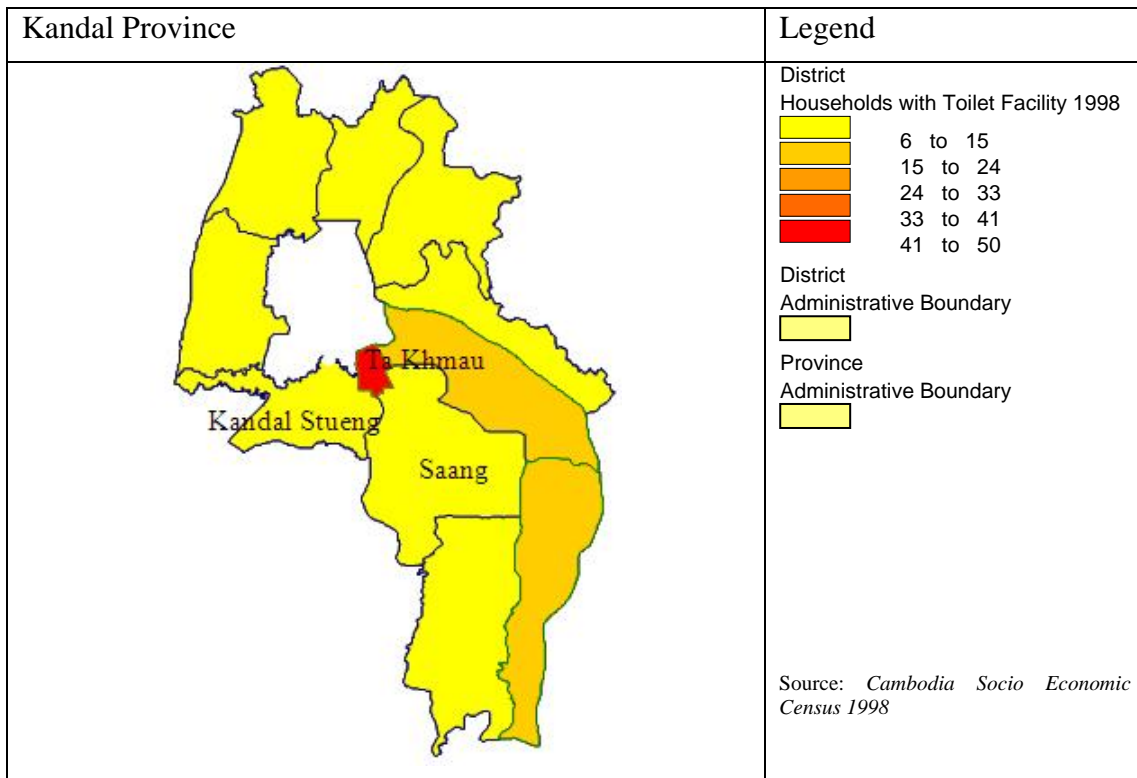 Kandal Province
Legend
Ta Khmau
Kandal Stueng
Saang
District
Households with Toilet Facility 1998
6 to 15
15 to 24
24 to 33
33 to 41
41 to 50
District
Administrative Boundary
Province
Administrative Boundary
Source: Cambodia Socio Economic
Census 1998